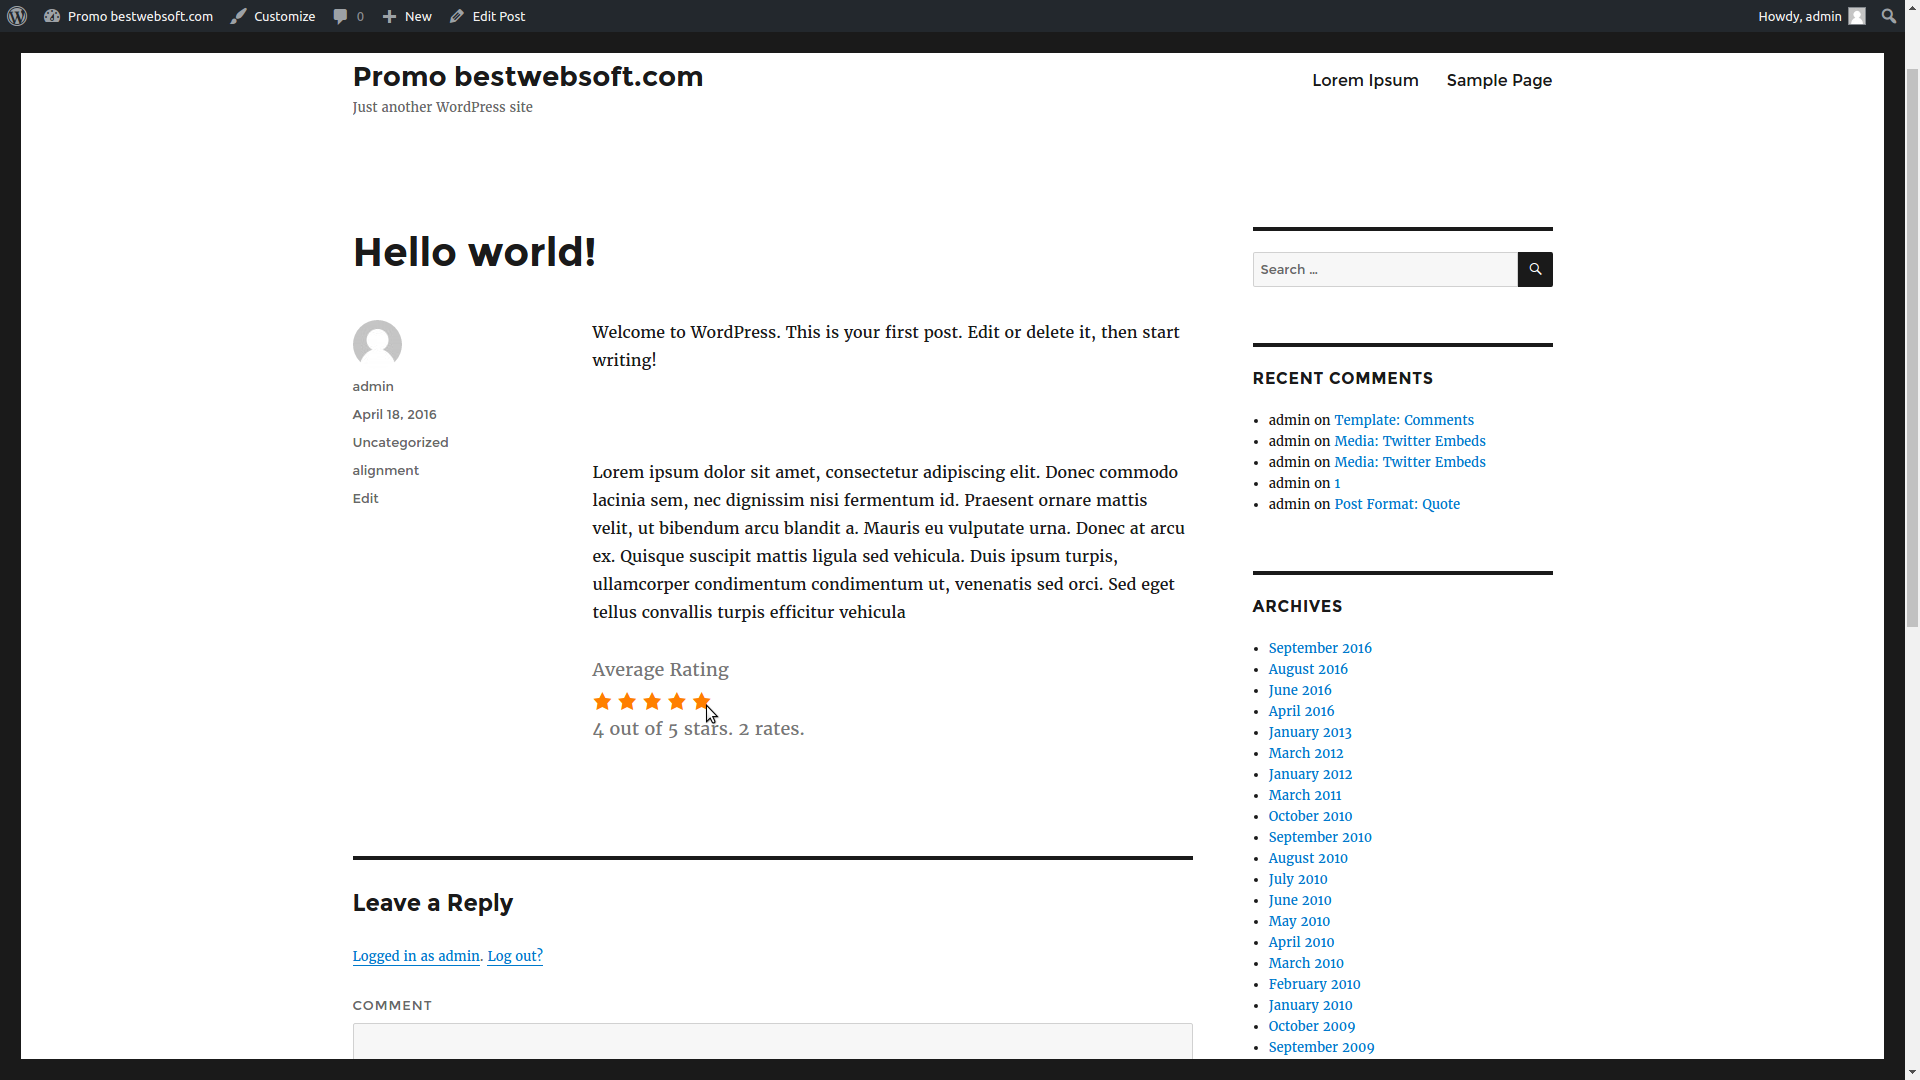 Promo bestwebsoft.com Customize 0 New Edit Post Howdy, admin
Promo bestwebsoft.com
Just another WordPress site
Lorem Ipsum Sample Page
Hello world!
admin
April 18, 2016
Uncategorized
alignment
Edit
Welcome to WordPress. This is your first post. Edit or delete it, then start
writing!
Lorem ipsum dolor sit amet, consectetur adipiscing elit. Donec commodo
lacinia sem, nec dignissim nisi fermentum id. Praesent ornare mattis
velit, ut bibendum arcu blandit a. Mauris eu vulputate urna. Donec at arcu
ex. Quisque suscipit mattis ligula sed vehicula. Duis ipsum turpis,
ullamcorper condimentum condimentum ut, venenatis sed orci. Sed eget
tellus convallis turpis efficitur vehicula
Average Rating
4 out of 5 stars. 2 rates.
Leave a Reply
Logged in as admin. Log out?
COMMENT
Search ...
RECENT COMMENTS
admin on Template: Comments
admin on Media: Twitter Embeds
admin on Media: Twitter Embeds
admin on 1
admin on Post Format: Quote
ARCHIVES
September 2016
August 2016
June 2016
April 2016
January 2013
March 2012
January 2012
March 2011
October 2010
September 2010
August 2010
July 2010
June 2010
May 2010
April 2010
March 2010
February 2010
January 2010
October 2009
September 2009